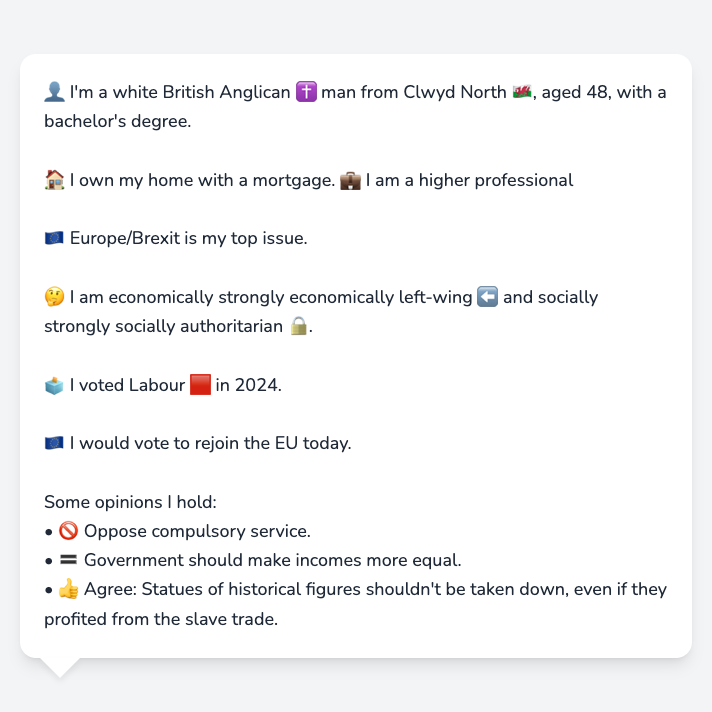 👤 I'm a white British Anglican ✝️ man from Clwyd North 🏴󠁧󠁢󠁷󠁬󠁳󠁿, aged 48, with a
bachelor's degree.
🏠 I own my home with a mortgage. 💼 I am a higher professional
🇪🇺 Europe/Brexit is my top issue.
🤔 I am economically strongly economically left-wing ⬅️ and socially
strongly socially authoritarian 🔒.
🗳️ I voted Labour 🟥 in 2024.
🇪🇺 I would vote to rejoin the EU today.
Some opinions I hold:
• 🚫 Oppose compulsory service.
• 🟰 Government should make incomes more equal.
• 👍 Agree: Statues of historical figures shouldn't be taken down, even if they
profited from the slave trade.